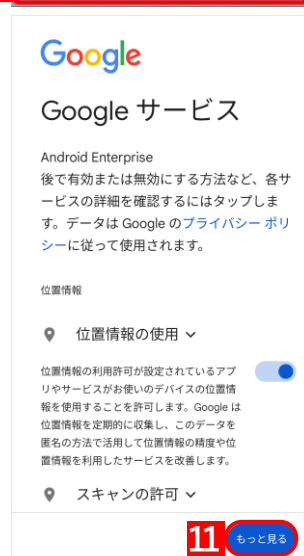 Google
Google サービス
Android Enterprise
後で有効または無効にする方法など、各サ
ービスの詳細を確認するにはタップしま
す。データは Google のプライバシー ポリ
シーに従って使用されます。
位置情報
位置情報の使用
位置情報の利用許可が設定されているアプ
リやサービスがお使いのデバイスの位置情
報を使用することを許可します。Google は
位置情報を定期的に収集し、このデータを
匿名の方法で活用して位置情報の精度や位
置情報を利用したサービスを改善します。
スキャンの許可
11 もっと見る